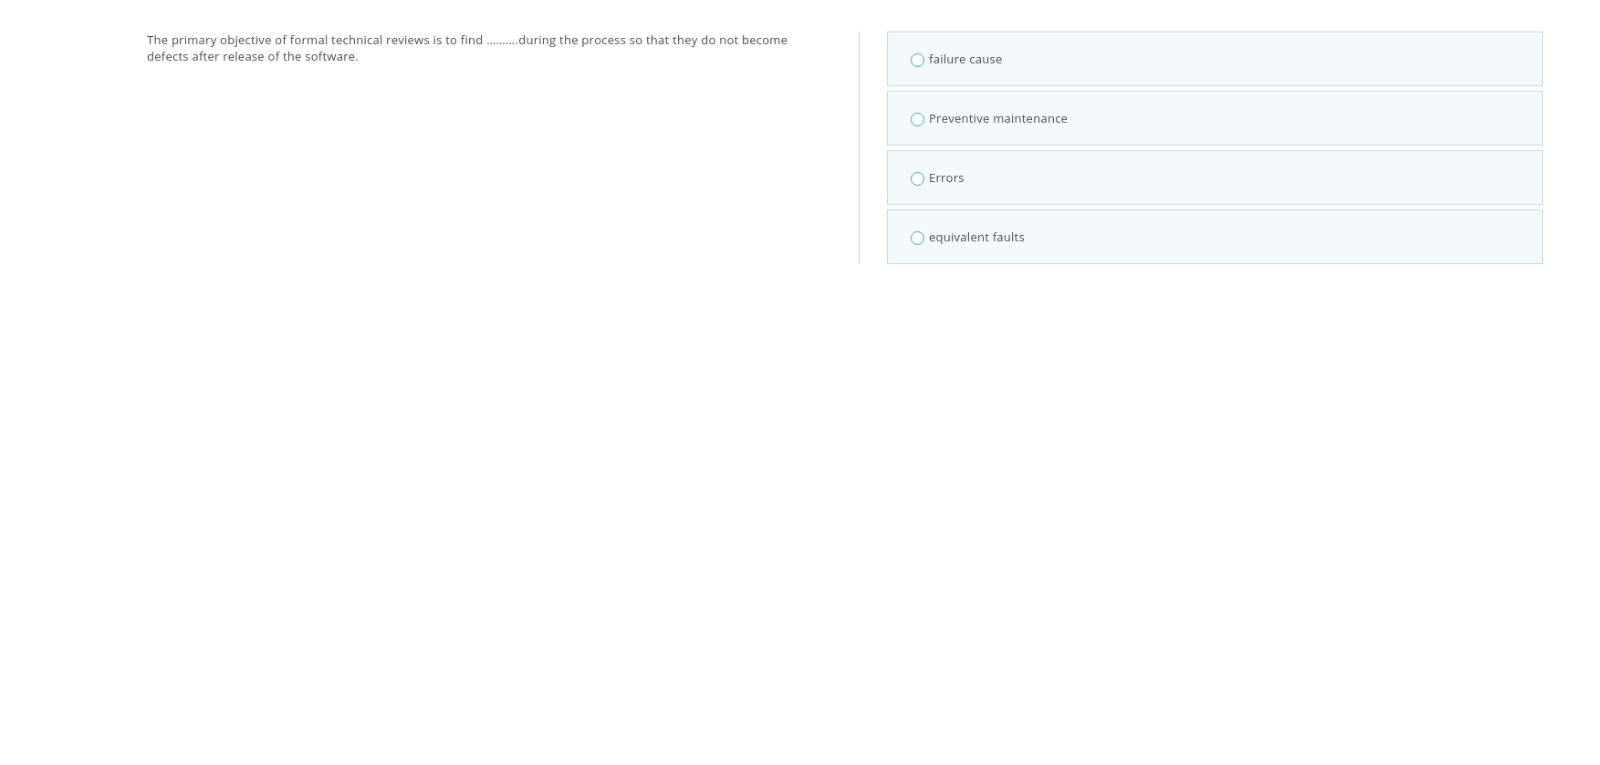 The primary objective of formal technical reviews is to find ..........during the process so that they do not become
defects after release of the software.
failure cause
Preventive maintenance
Errors
equivalent faults